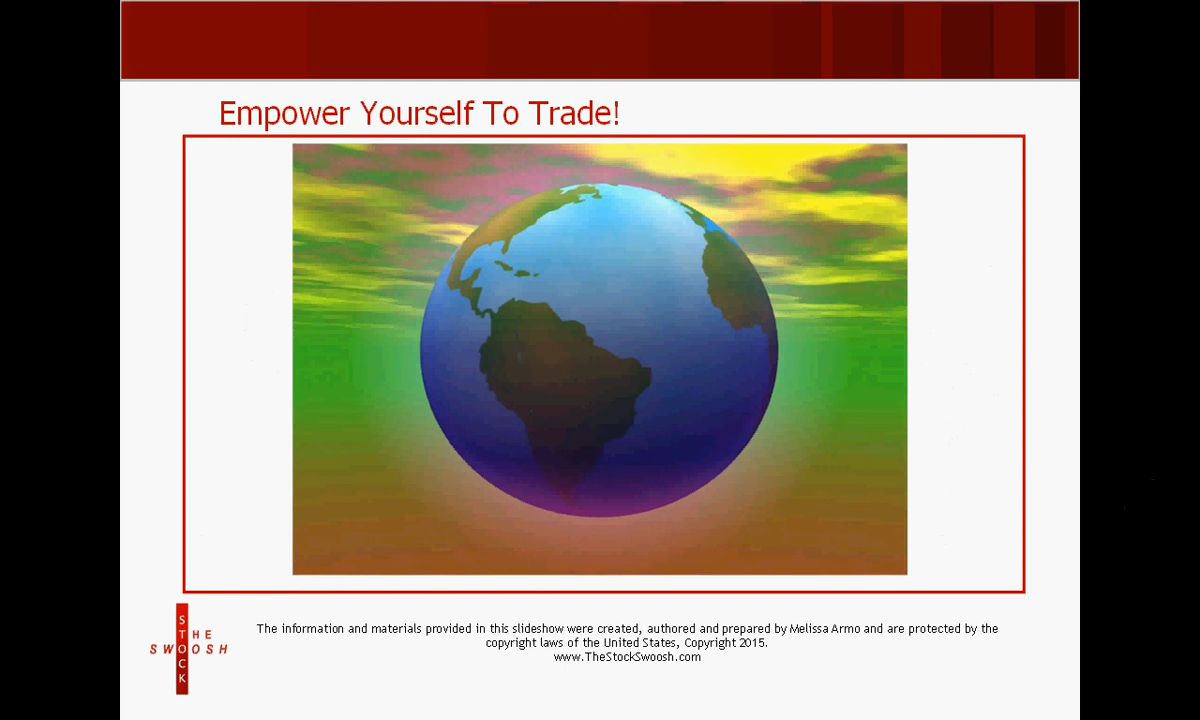 Empower Yourself To Trade!
THE
STOCK
SWOOSH
The information and materials provided in this slideshow were created, authored and prepared by Melissa Armo and are protected by the
copyright laws of the United States, Copyright 2015.
www.TheStockSwoosh.com